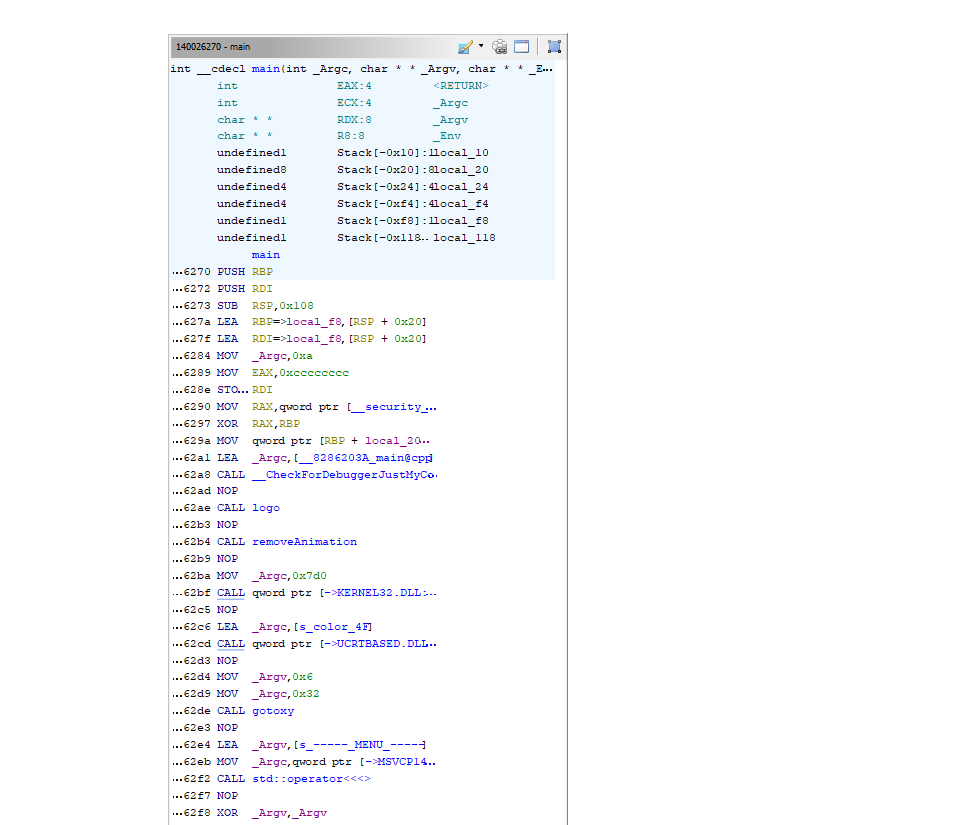 140026270 - main
int __cdecl main(int _Argc, char * * _Argv, char * * _E...
int EAX:4 <RETURN>
int ECX:4 _Argc
char * * RDX:8 _Argv
char * * R8:8 _Env
undefined1 Stack[-0x10]:1local_10
undefined8 Stack[-0x20]:8local_20
undefined4 Stack[-0x24]:4local_24
undefined4 Stack[-0xf4]:4local_f4
undefined1 Stack[-0xf8]:1local_f8
undefined1 Stack[-0x118... local_118
main
...6270 PUSH RBP
...6272 PUSH RDI
...6273 SUB RSP,0x108
...627a LEA RBP=>local_f8,[RSP + 0x20]
...627f LEA RDI=>local_f8,[RSP + 0x20]
...6284 MOV _Argc,0xa
...6289 MOV EAX,0xcccccccc
...628e STO... RDI
...6290 MOV RAX,qword ptr [__security_...
...6297 XOR RAX,RBP
...629a MOV qword ptr [RBP + local_20...
...62a1 LEA _Argc,[__8286203A_main@cpp]
...62a8 CALL __CheckForDebuggerJustMyCo...
...62ad NOP
...62ae CALL logo
...62b3 NOP
...62b4 CALL removeAnimation
...62b9 NOP
...62ba MOV _Argc,0x7d0
...62bf CALL qword ptr [->KERNEL32.DLL:...
...62c5 NOP
...62c6 LEA _Argc,[s_color_4F]
...62cd CALL qword ptr [->UCRTBASED.DLL...
...62d3 NOP
...62d4 MOV _Argv,0x6
...62d9 MOV _Argc,0x32
...62de CALL gotoxy
...62e3 NOP
...62e4 LEA _Argv,[s_-----_MENU_-----]
...62eb MOV _Argc,qword ptr [->MSVCP14...
...62f2 CALL std::operator<<<>
...62f7 NOP
...62f8 XOR _Argv,_Argv